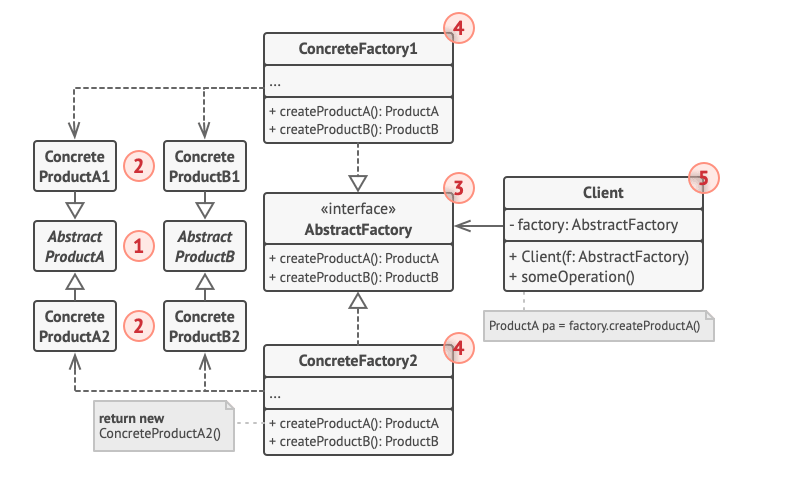 4
ConcreteFactory1
...
+ createProductA(): ProductA
+ createProductB(): ProductB
Concrete
ProductA1
2
Concrete
ProductB1
Abstract
ProductA
1
Abstract
ProductB
Concrete
ProductA2
2
Concrete
ProductB2
3
«interface»
AbstractFactory
+ createProductA(): ProductA
+ createProductB(): ProductB
5
Client
- factory: AbstractFactory
+ Client(f: AbstractFactory)
+ someOperation()
ProductA pa = factory.createProductA()
4
ConcreteFactory2
...
+ createProductA(): ProductA
+ createProductB(): ProductB
return new
ConcreteProductA2()